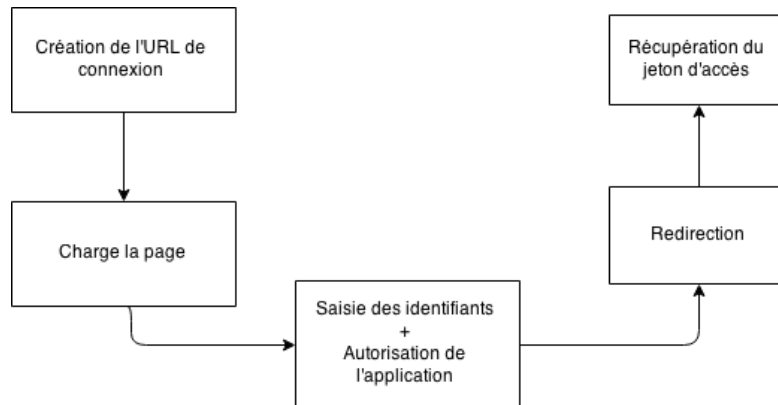 Création de l'URL de
connexion
Charge la page
Saisie des identifiants
+
Autorisation de
l'application
Redirection
Récupération du
jeton d'accès